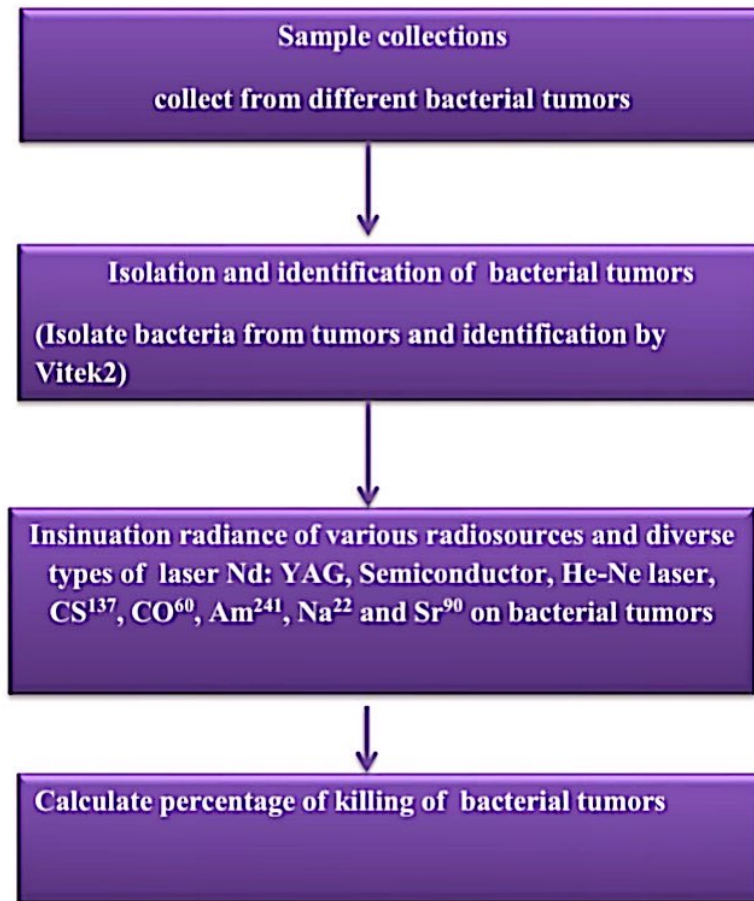 Sample collections
collect from different bacterial tumors
Isolation and identification of bacterial tumors
(Isolate bacteria from tumors and identification by
Vitek2)
Insinuation radiance of various radiosources and diverse
types of laser Nd: YAG, Semiconductor, He-Ne laser,
CS¹³⁷, CO⁶⁰, Am²⁴¹, Na²² and Sr⁹⁰ on bacterial tumors
Calculate percentage of killing of bacterial tumors